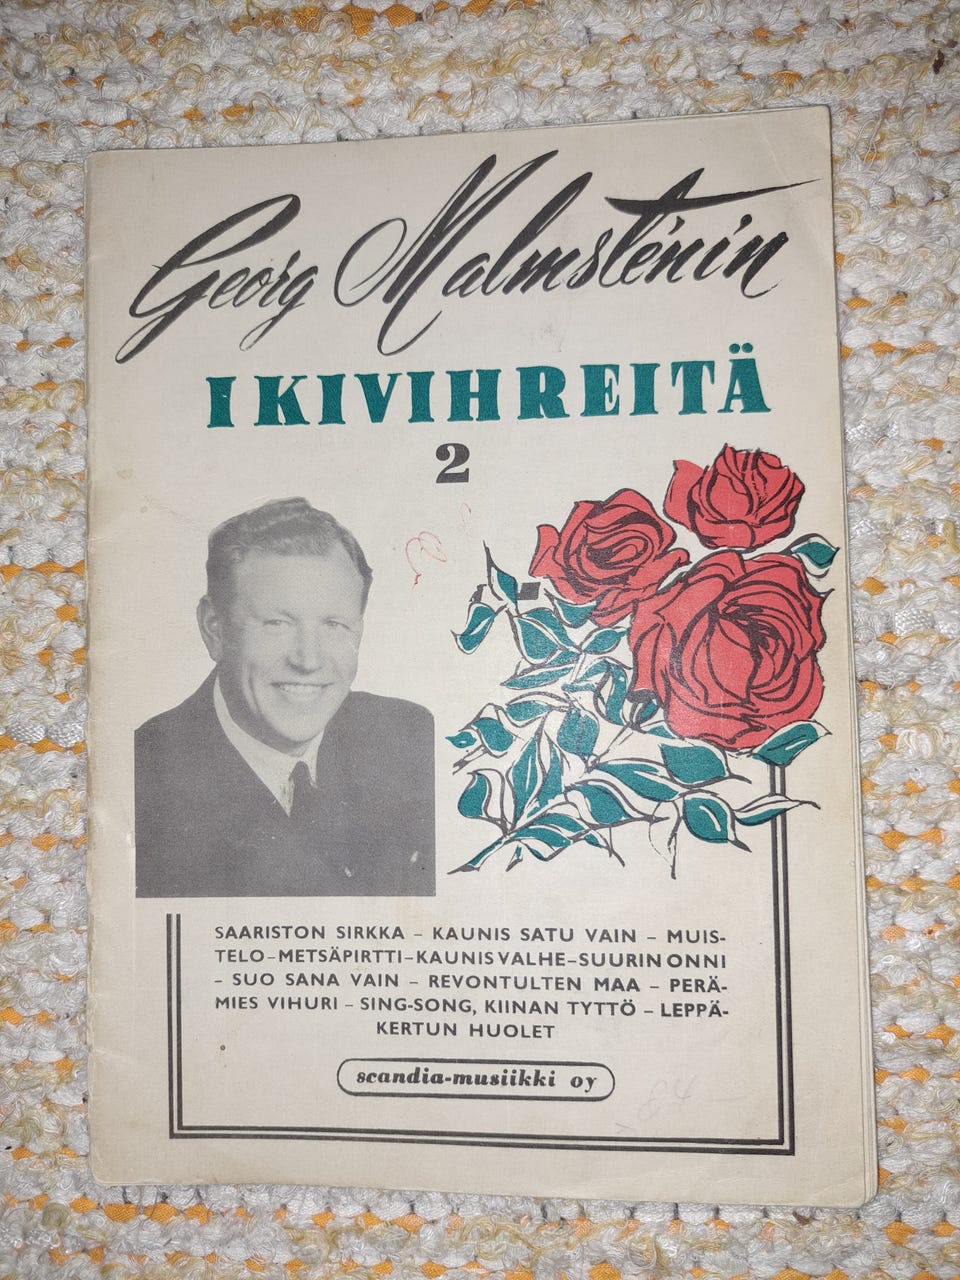 Georg Malmsténin
IKIVIHREITÄ
2
SAARISTON SIRKKA – KAUNIS SATU VAIN – MUIS-
TELO – METSÄPIRTTI – KAUNIS VALHE – SUURIN ONNI
– SUO SANA VAIN – REVONTULTEN MAA – PERÄ-
MIES VIHURI – SING-SONG, KIINAN TYTTÖ – LEPPÄ-
KERTUN HUOLET
scandia-musiikki oy